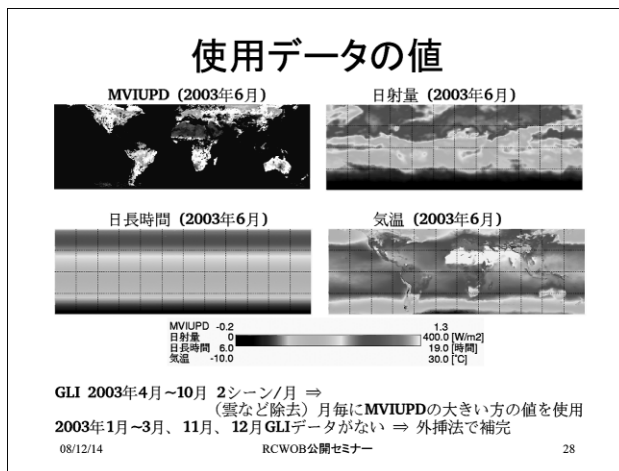 使用データの値
MVIUPD (2003年6月)
日射量 (2003年6月)
日長時間 (2003年6月)
気温 (2003年6月)
MVIUPD -0.2 1.3
日射量 0 400.0 [W/m2]
日長時間 6.0 19.0 [時間]
気温 -10.0 30.0 [°C]
GLI 2003年4月~10月 2シーン/月 ⇒
(雲など除去) 月毎にMVIUPDの大きい方の値を使用
2003年1月~3月、11月、12月GLIデータがない ⇒ 外挿法で補完
08/12/14 RCWOB公開セミナー 28